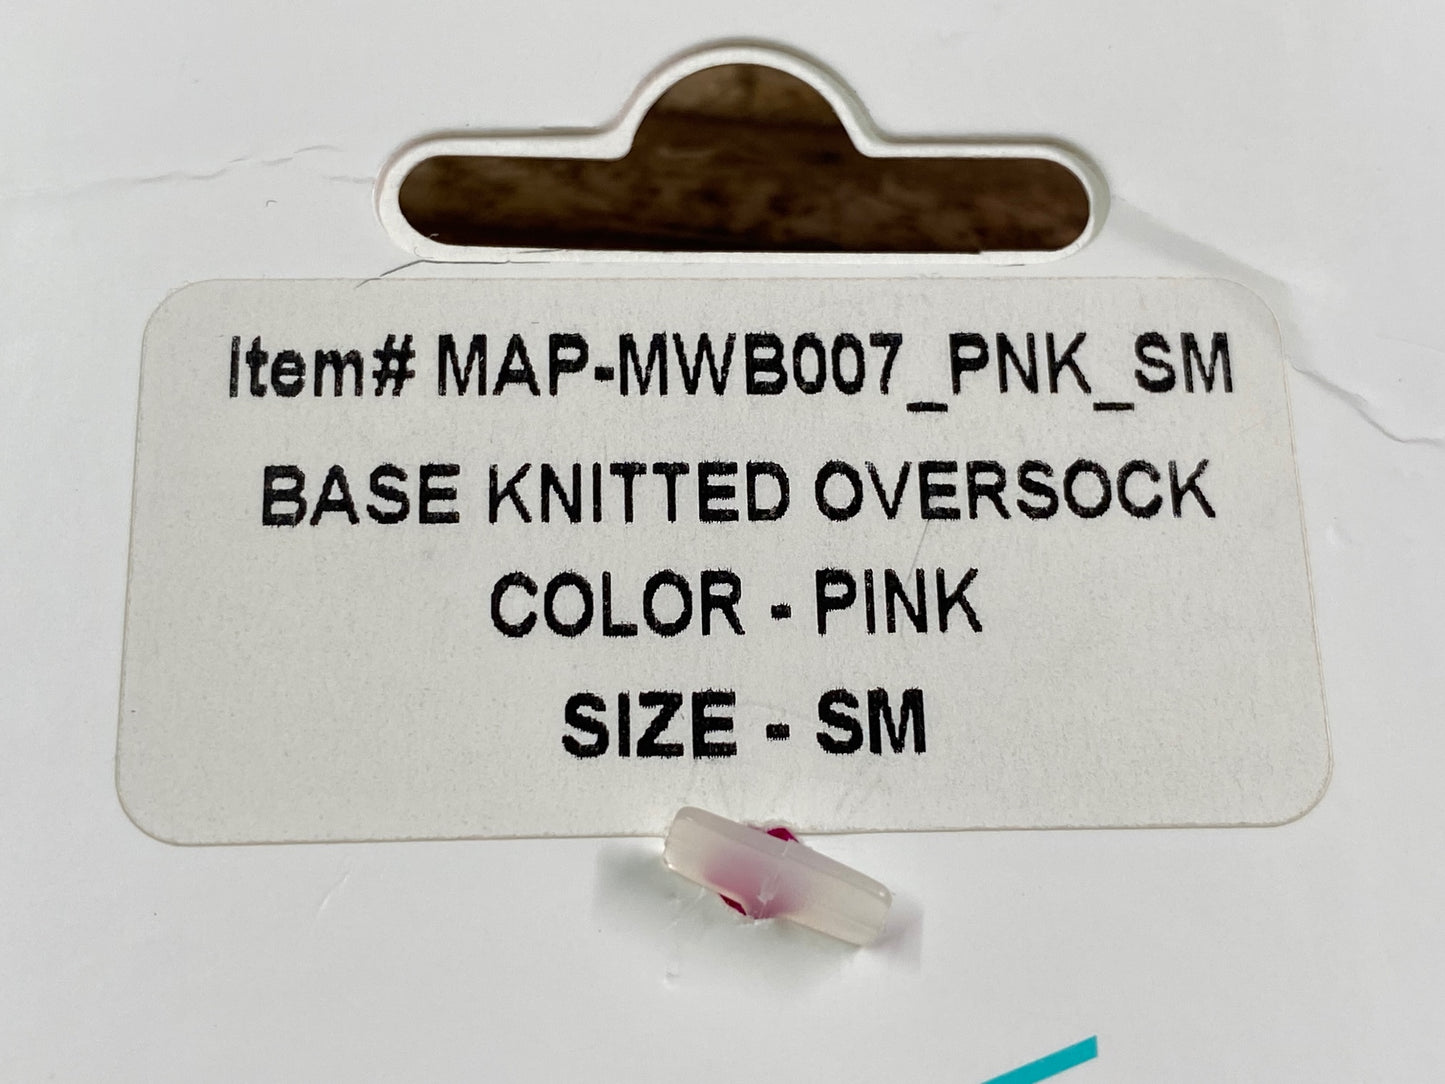 Item# MAP-MWB007_PNK_SM
BASE KNITTED OVERSOCK
COLOR - PINK
SIZE - SM